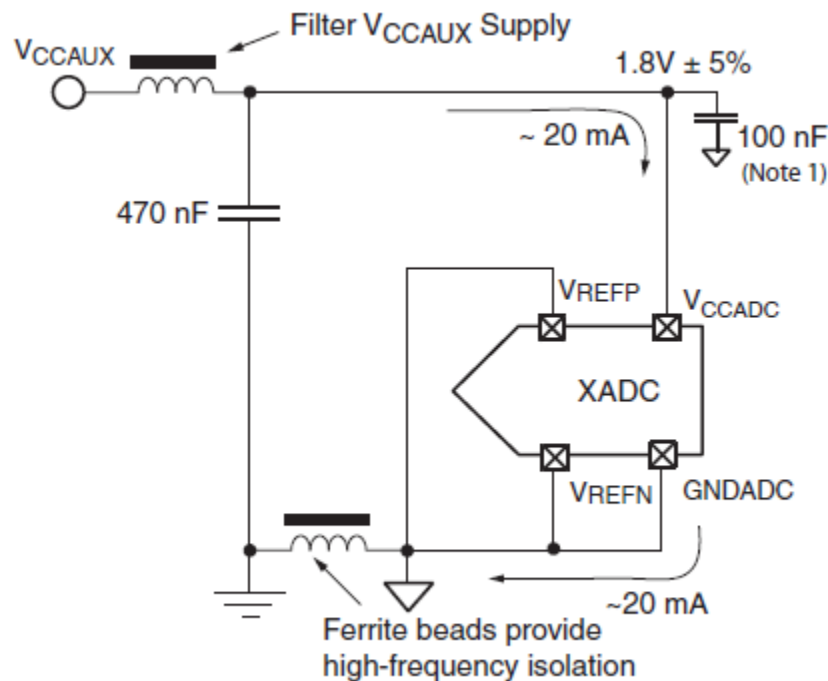 Filter VCCAUX Supply
VCCAUX
1.8V ± 5%
~ 20 mA
100 nF
(Note 1)
470 nF
VREFP
VCCADC
XADC
VREFN
GNDADC
~20 mA
Ferrite beads provide
high-frequency isolation